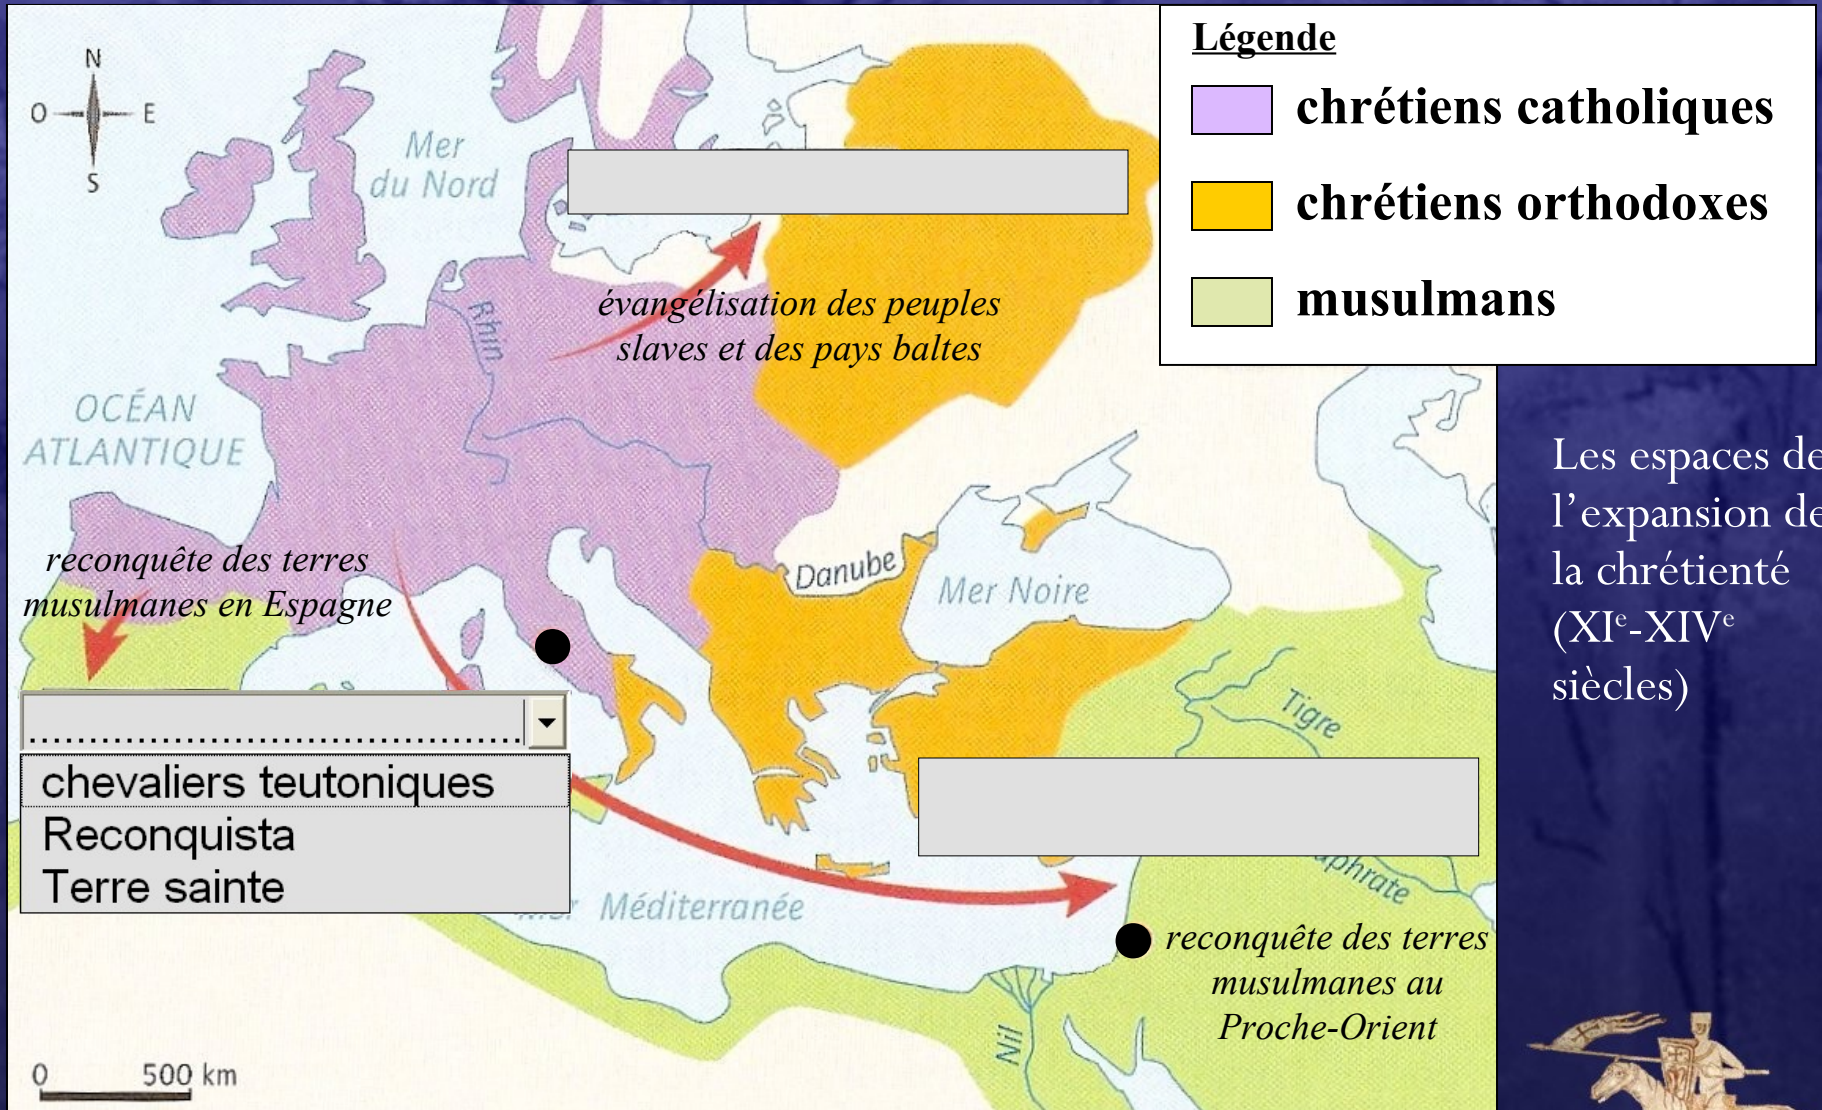 Légende
chrétiens catholiques
chrétiens orthodoxes
musulmans
N
O
E
S
Mer
du Nord
évangélisation des peuples
slaves et des pays baltes
Rhin
OCÉAN
ATLANTIQUE
reconquête des terres
musulmanes en Espagne
Danube
Mer Noire
Tigre
chevaliers teutoniques
Reconquista
Terre sainte
Méditerranée
uphrate
reconquête des terres
musulmanes au
Proche-Orient
Nil
0 500 km
Les espaces de
l’expansion de
la chrétienté
(XIe-XIVe
siècles)